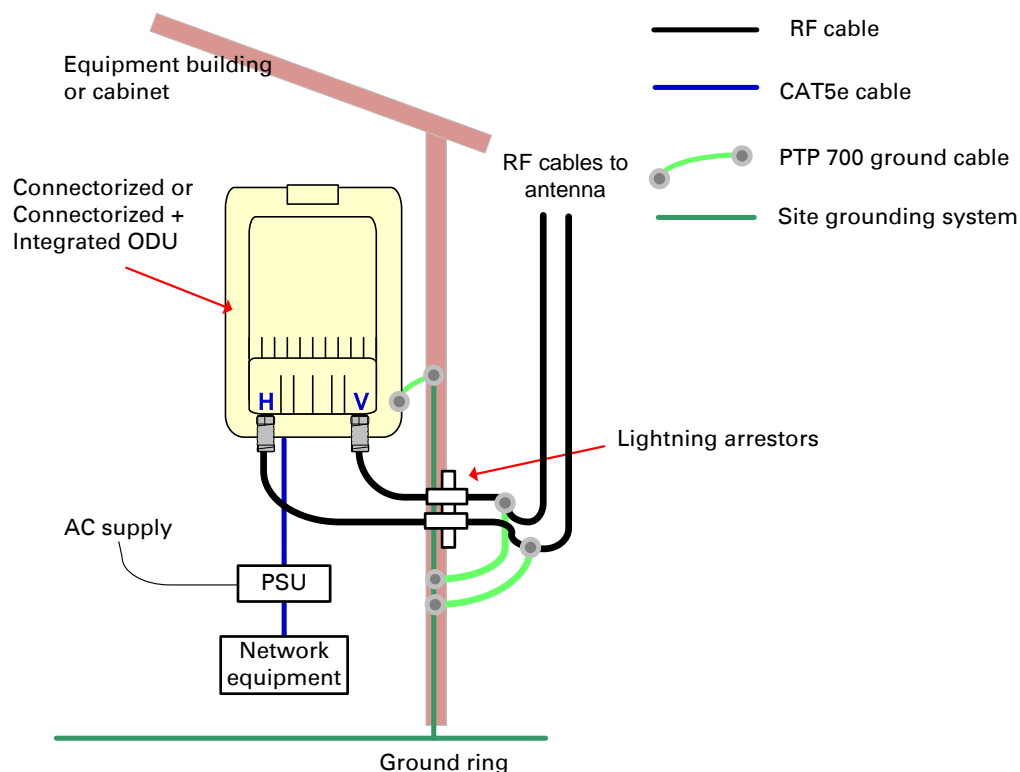 Equipment building
or cabinet
RF cable
CAT5e cable
PTP 700 ground cable
Site grounding system
RF cables to
antenna
Connectorized or
Connectorized +
Integrated ODU
H
V
Lightning arrestors
AC supply
PSU
Network
equipment
Ground ring